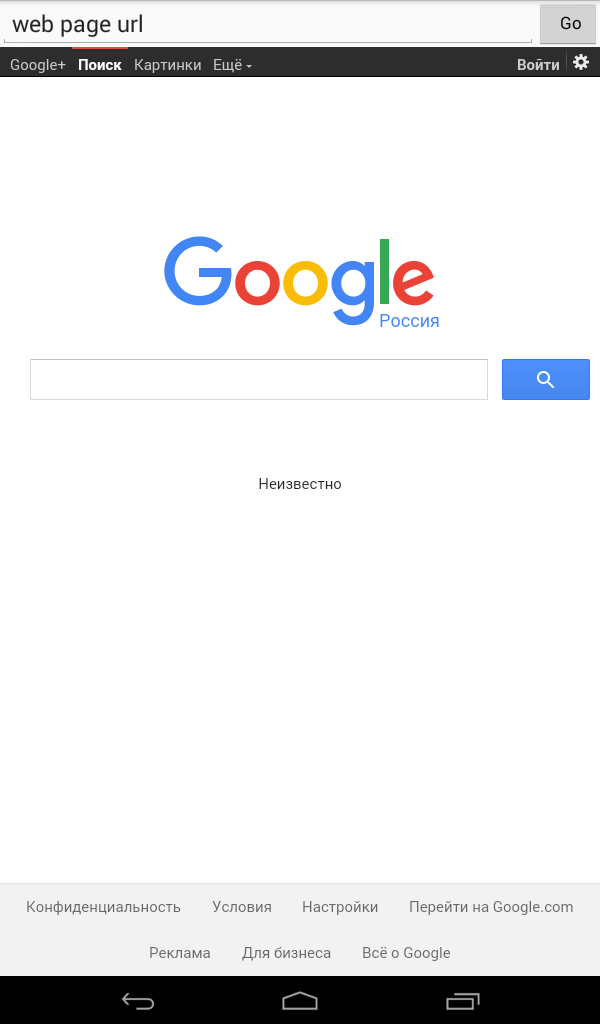 web page url Go
Google+ Поиск Картинки Ещё Войти
Google
Россия
Неизвестно
Конфиденциальность Условия Настройки Перейти на Google.com
Реклама Для бизнеса Всё о Google